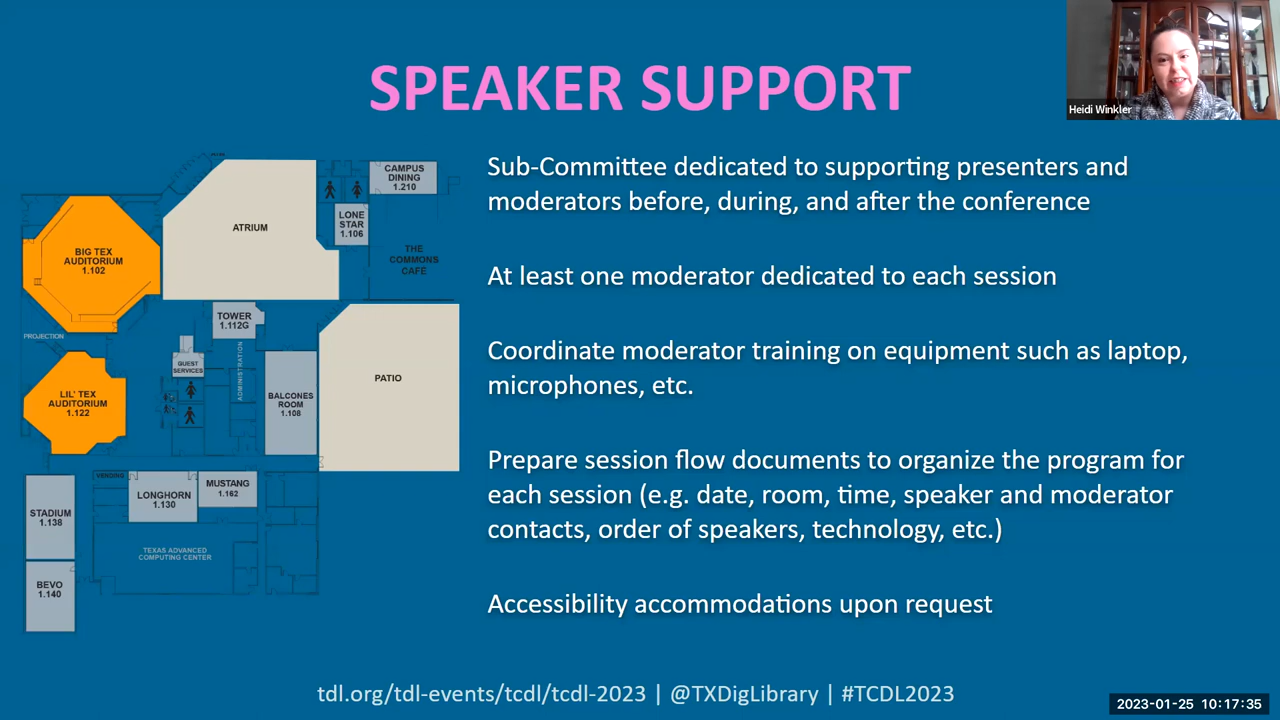 SPEAKER SUPPORT
Heidi Winkler
Sub-Committee dedicated to supporting presenters and
moderators before, during, and after the conference
At least one moderator dedicated to each session
Coordinate moderator training on equipment such as laptop,
microphones, etc.
Prepare session flow documents to organize the program for
each session (e.g. date, room, time, speaker and moderator
contacts, order of speakers, technology, etc.)
Accessibility accommodations upon request
CAMPUS
DINING
1.210
ATRIUM
LONE
STAR
1.106
BIG TEX
AUDITORIUM
1.102
THE
COMMONS
CAFE
TOWER
1.112G
PROJECTION
GUEST
SERVICES
ADMINISTRATION
PATIO
LIL' TEX
AUDITORIUM
1.122
BALCONES
ROOM
1.108
VENDING
LONGHORN
1.130
MUSTANG
1.162
STADIUM
1.138
TEXAS ADVANCED
COMPUTING CENTER
BEVO
1.140
tdl.org/tdl-events/tcdl/tcdl-2023 | @TXDigLibrary | #TCDL2023
2023-01-25 10:17:35